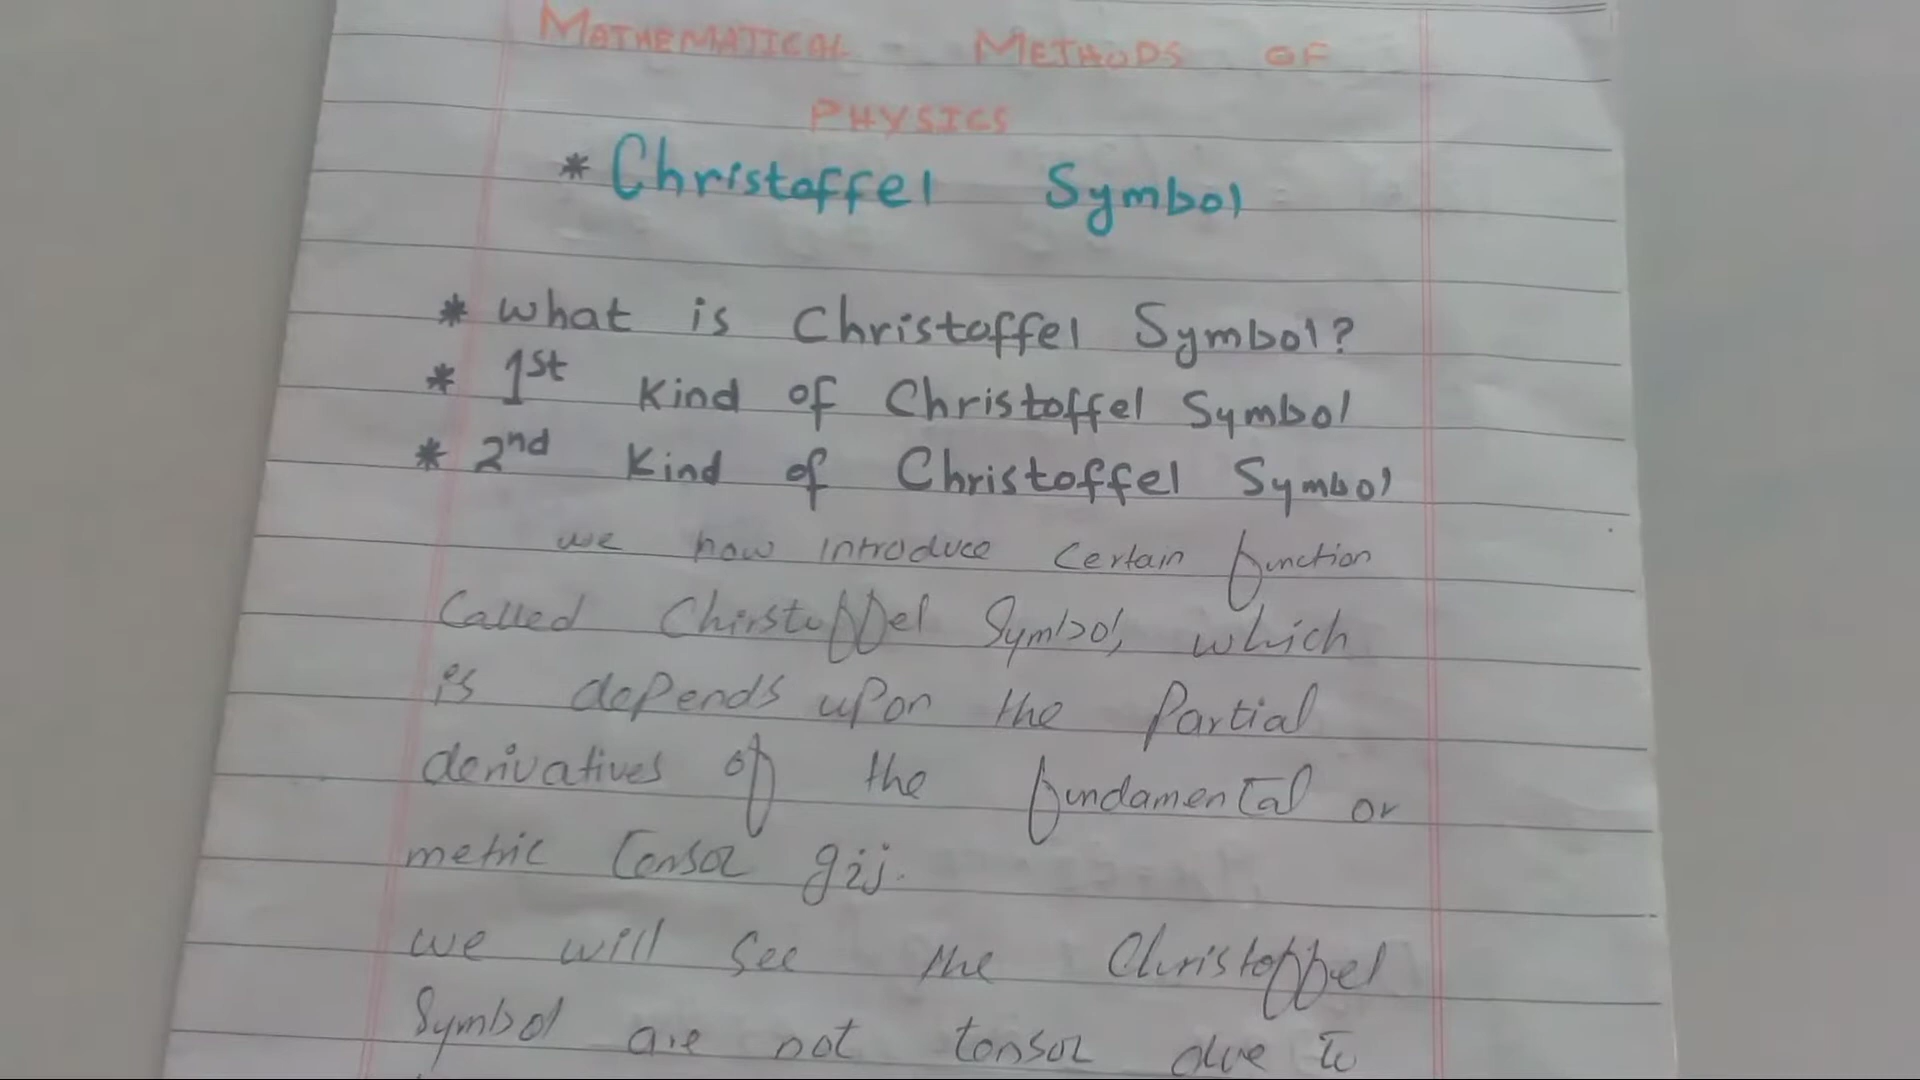 MATHEMATICAL METHODS OF
PHYSICS
* Christoffel Symbol
* What is Christoffel Symbol?
* 1st Kind of Christoffel Symbol
* 2nd Kind of Christoffel Symbol
we now introduce certain function
Called Chirstoffel Symbol, which
is depends upon the Partial
derivatives of the fundamental or
metric tensor gij.
we will see the Christoffel
Symbol are not tensor due to